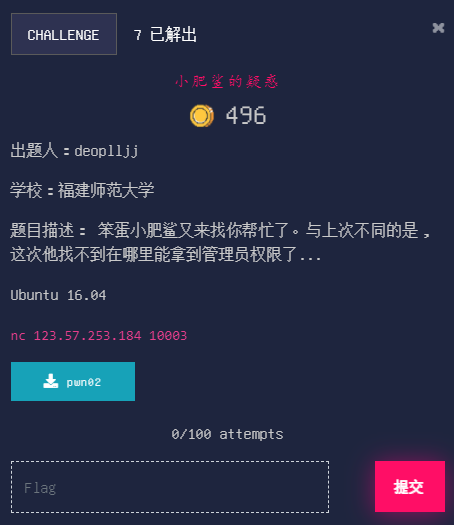 CHALLENGE 7 已解出
小肥鲨的疑惑
496
出题人：deoplljj
学校：福建师范大学
题目描述： 笨蛋小肥鲨又来找你帮忙了。与上次不同的是，
这次他找不到在哪里能拿到管理员权限了...
Ubuntu 16.04
nc 123.57.253.184 10003
pwn02
0/100 attempts
Flag 提交